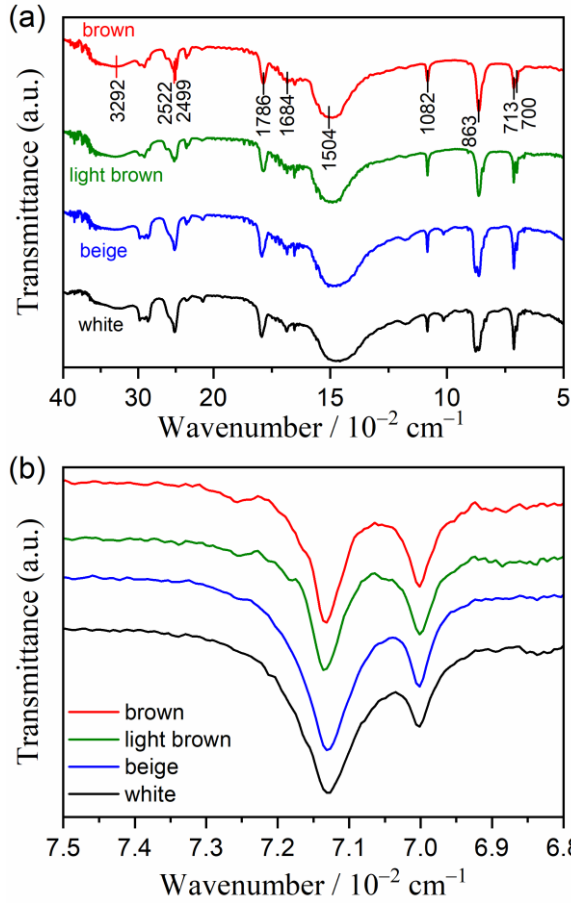 (a)
brown
3292
2522
2499
1786
1684
1504
1082
863
713
700
light brown
beige
white
Transmittance (a.u.)
40 30 20 15 10 5
Wavenumber / 10⁻² cm⁻¹
(b)
Transmittance (a.u.)
brown
light brown
beige
white
7.5 7.4 7.3 7.2 7.1 7.0 6.9 6.8
Wavenumber / 10⁻² cm⁻¹